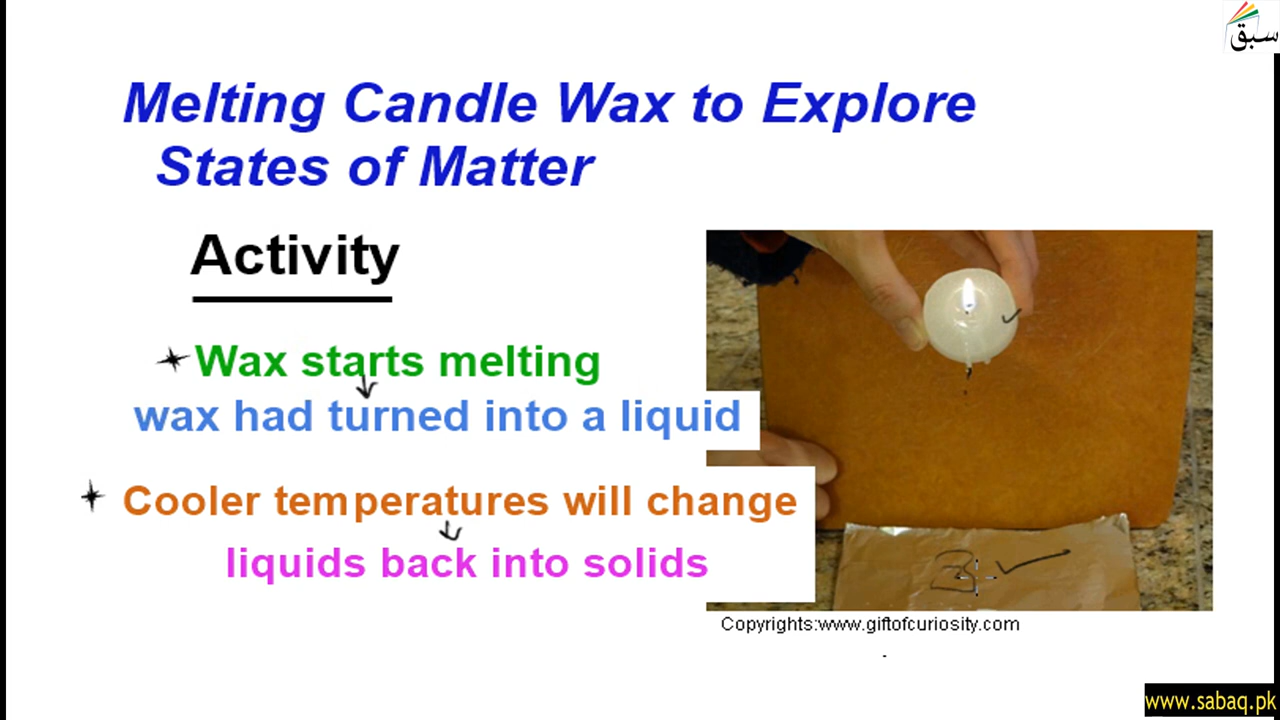 سبق
Melting Candle Wax to Explore
States of Matter
Activity
Wax starts melting
wax had turned into a liquid
Cooler temperatures will change
liquids back into solids
Copyrights:www.giftofcuriosity.com
www.sabaq.pk